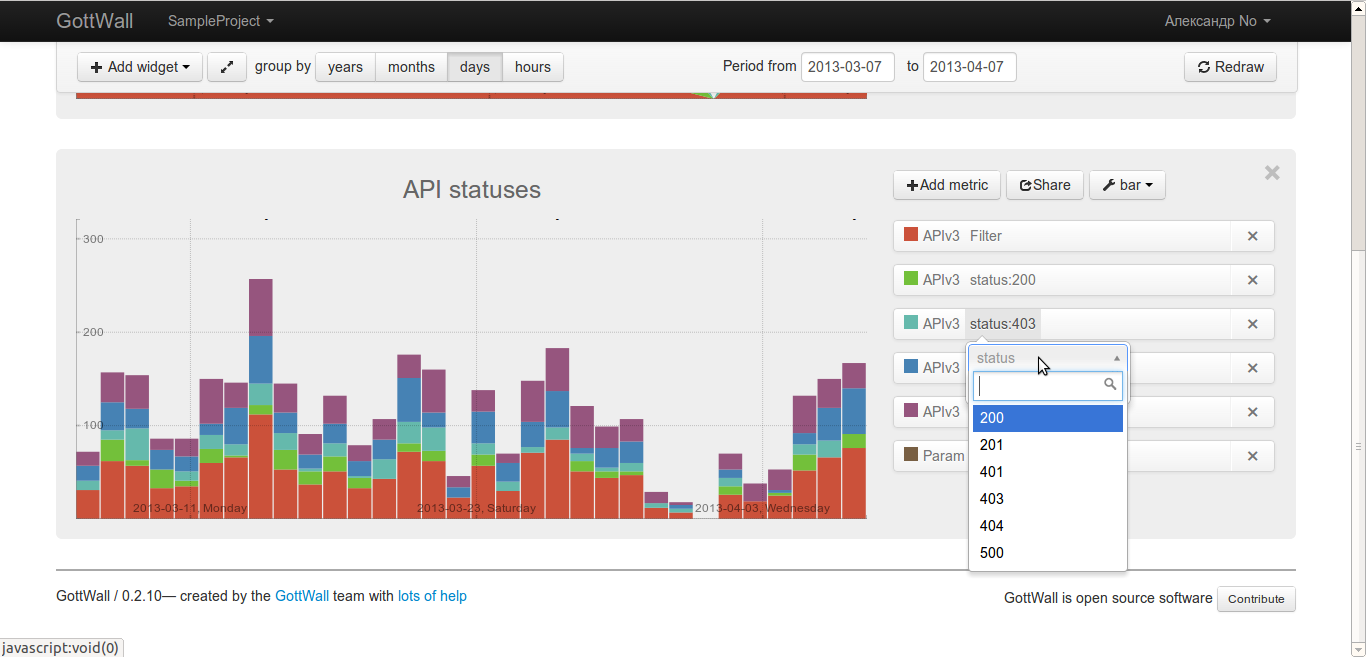 GottWall SampleProject Александр No
Add widget group by years months days hours Period from 2013-03-07 to 2013-04-07 Redraw
API statuses
Add metric Share bar
300
200
100
2013-03-11, Monday 2013-03-23, Saturday 2013-04-03, Wednesday
APIv3 Filter
APIv3 status:200
APIv3 status:403
APIv3
APIv3
Param
status
200
201
401
403
404
500
GottWall / 0.2.10— created by the GottWall team with lots of help
GottWall is open source software Contribute
javascript:void(0)